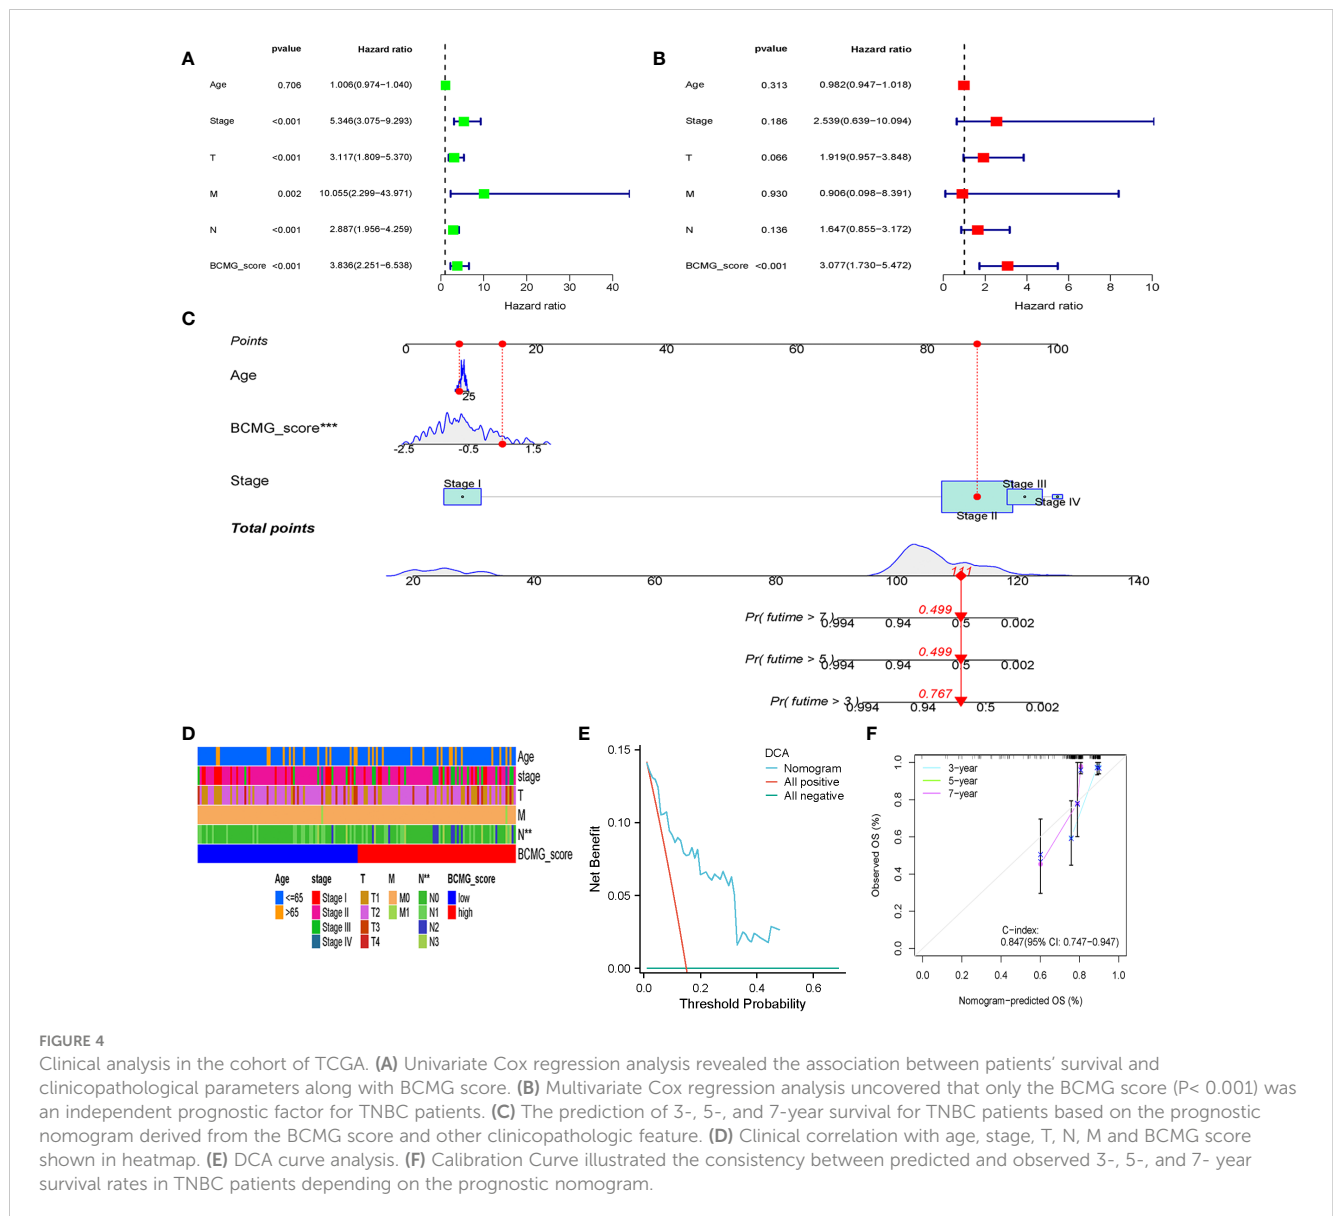 A
pvalue Hazard ratio
Age 0.706 1.006(0.974−1.040)
Stage <0.001 5.346(3.075−9.293)
T <0.001 3.117(1.809−5.370)
M 0.002 10.055(2.299−43.971)
N <0.001 2.887(1.956−4.259)
BCMG_score <0.001 3.836(2.251−6.538)
0 10 20 30 40
Hazard ratio
B
pvalue Hazard ratio
Age 0.313 0.982(0.947−1.018)
Stage 0.186 2.539(0.639−10.094)
T 0.066 1.919(0.957−3.848)
M 0.930 0.906(0.098−8.391)
N 0.136 1.647(0.855−3.172)
BCMG_score <0.001 3.077(1.730−5.472)
0 2 4 6 8 10
Hazard ratio
C
Points
0 20 40 60 80 100
Age
25
BCMG_score***
-2.5 -0.5 1.5
Stage
Stage I Stage III
Stage IV
Stage II
Total points
111
20 40 60 80 100 120 140
0.499
Pr( futime > 7 )
0.994 0.94 0.5 0.002
0.499
Pr( futime > 5 )
0.994 0.94 0.5 0.002
0.767
Pr( futime > 3 )
0.994 0.94 0.5 0.002
D
Age
stage
T
M
N**
BCMG_score
Age stage T M N** BCMG_score
<=65 Stage I T1 M0 N0 low
>65 Stage II T2 M1 N1 high
Stage III T3 N2
Stage IV T4 N3
E
0.15
0.10
0.05
0.00
Net Benefit
DCA
Nomogram
All positive
All negative
0.0 0.2 0.4 0.6
Threshold Probability
F
1.0
0.8
0.6
0.4
0.2
0.0
Observed OS (%)
3−year
5−year
7−year
C−index:
0.847(95% CI: 0.747−0.947)
0.0 0.2 0.4 0.6 0.8 1.0
Nomogram−predicted OS (%)
FIGURE 4
Clinical analysis in the cohort of TCGA. (A) Univariate Cox regression analysis revealed the association between patients’ survival and
clinicopathological parameters along with BCMG score. (B) Multivariate Cox regression analysis uncovered that only the BCMG score (P< 0.001) was
an independent prognostic factor for TNBC patients. (C) The prediction of 3-, 5-, and 7-year survival for TNBC patients based on the prognostic
nomogram derived from the BCMG score and other clinicopathologic feature. (D) Clinical correlation with age, stage, T, N, M and BCMG score
shown in heatmap. (E) DCA curve analysis. (F) Calibration Curve illustrated the consistency between predicted and observed 3-, 5-, and 7- year
survival rates in TNBC patients depending on the prognostic nomogram.